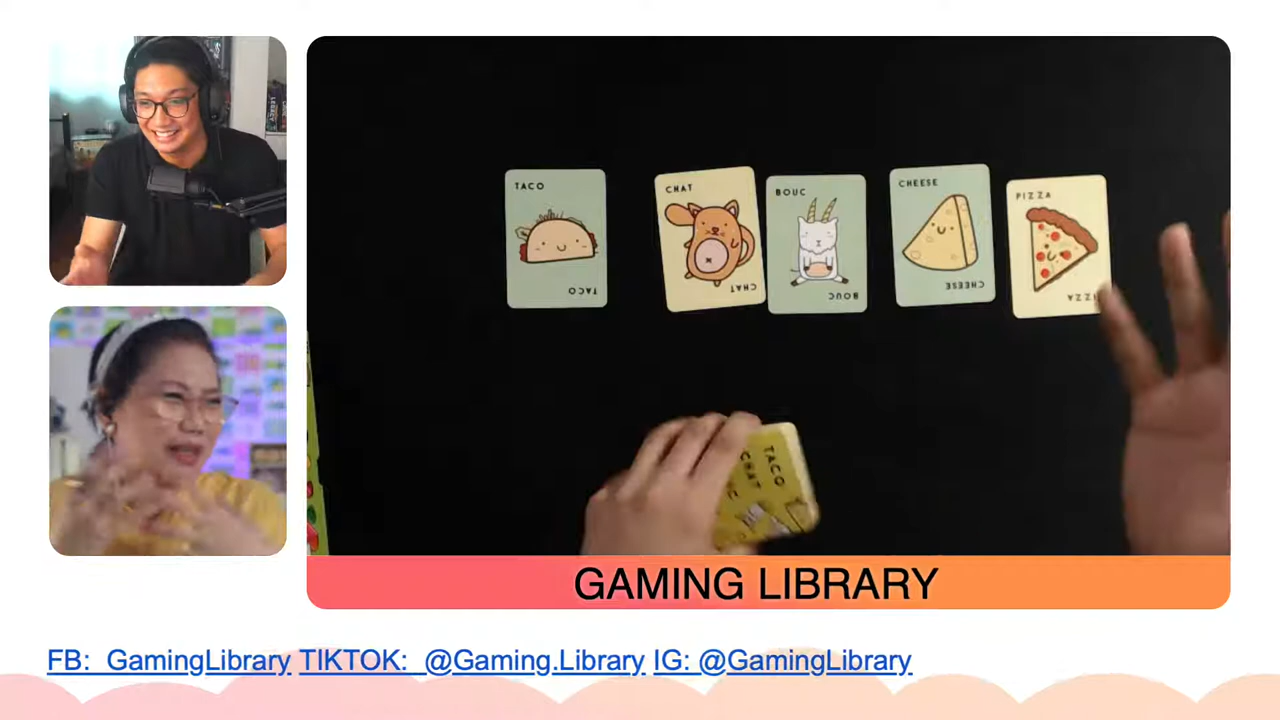 TACO
TACO
CHAT
CHAT
BOUC
BOUC
CHEESE
CHEESE
PIZZA
TACO
CHAT
GAMING LIBRARY
FB: GamingLibrary TIKTOK: @Gaming.Library IG: @GamingLibrary